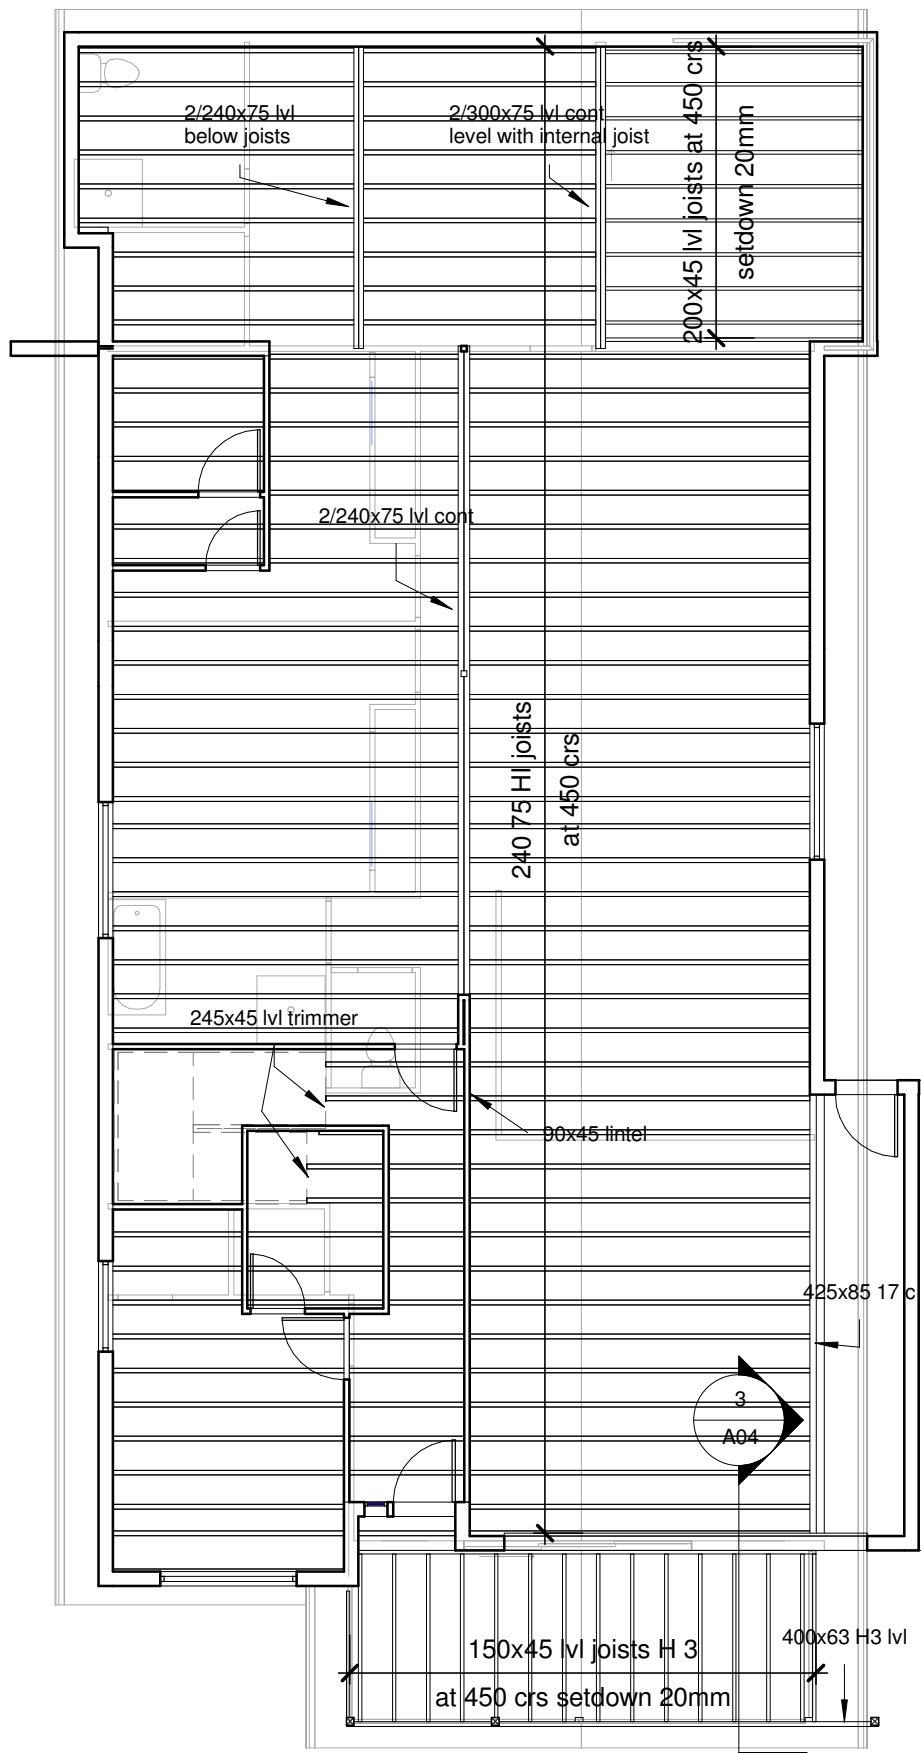 2/240x75 lvl
below joists
2/300x75 lvl cont
level with internal joist
200x45 lvl joists at 450 crs
setdown 20mm
2/240x75 lvl cont
240 75 HI joists
at 450 crs
245x45 lvl trimmer
90x45 lintel
425x85 17 c
3
A04
400x63 H3 lvl
150x45 lvl joists H 3
at 450 crs setdown 20mm